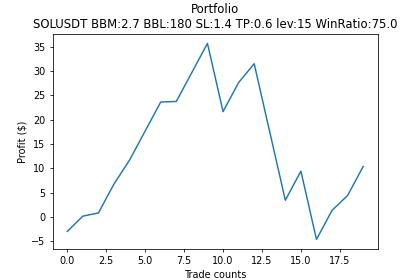 Portfolio
SOLUSDT BBM:2.7 BBL:180 SL:1.4 TP:0.6 lev:15 WinRatio:75.0
35
30
25
20
15
10
5
0
−5
Profit ($)
0.0 2.5 5.0 7.5 10.0 12.5 15.0 17.5
Trade counts